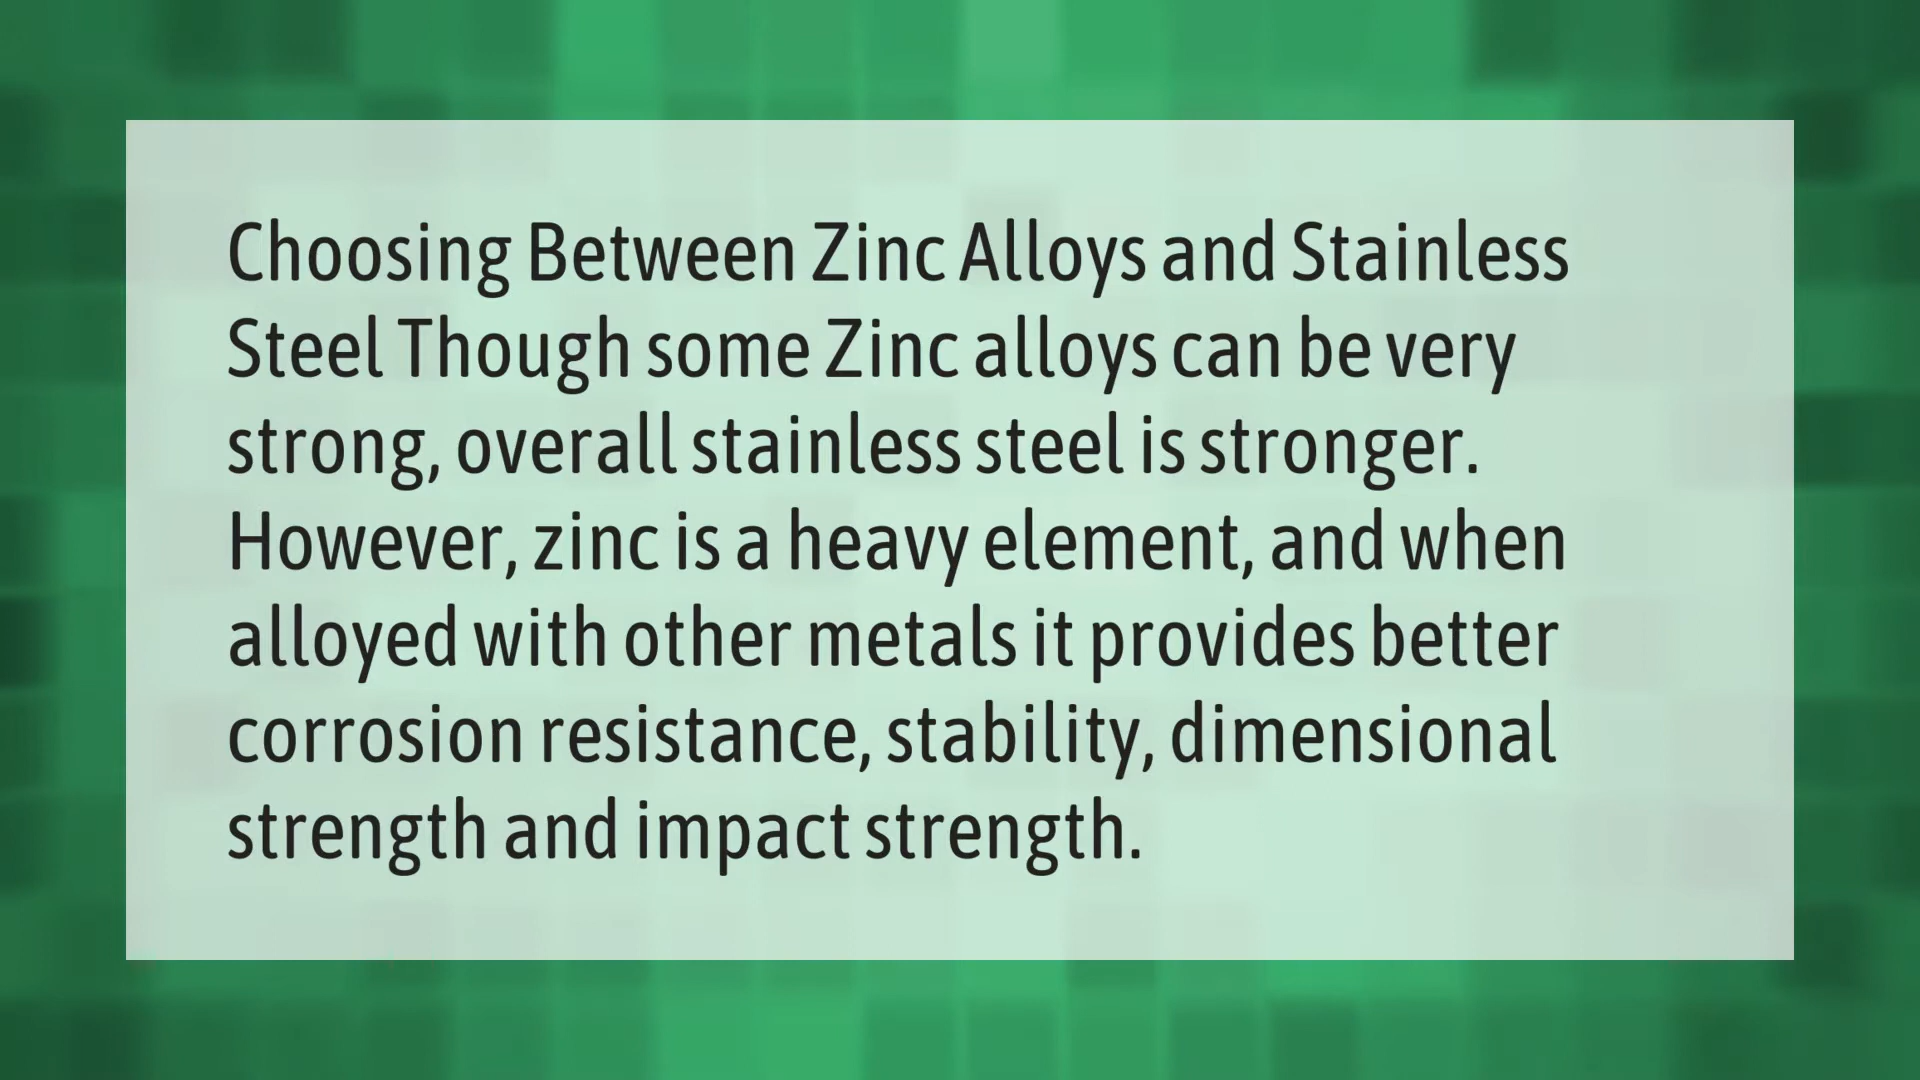 Choosing Between Zinc Alloys and Stainless
Steel Though some Zinc alloys can be very
strong, overall stainless steel is stronger.
However, zinc is a heavy element, and when
alloyed with other metals it provides better
corrosion resistance, stability, dimensional
strength and impact strength.